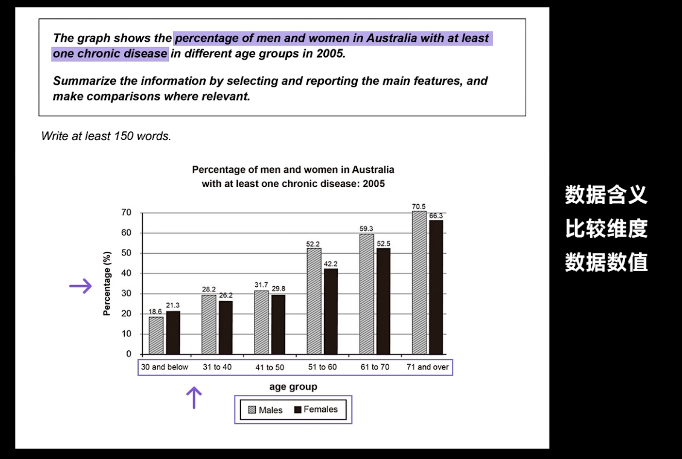 The graph shows the percentage of men and women in Australia with at least
one chronic disease in different age groups in 2005.
Summarize the information by selecting and reporting the main features, and
make comparisons where relevant.
Write at least 150 words.
Percentage of men and women in Australia
with at least one chronic disease: 2005
Percentage (%)
70
60
50
40
30
20
10
0
18.6 21.3
28.2 26.2
31.7 29.8
52.2 42.2
59.3 52.5
70.5 66.3
30 and below 31 to 40 41 to 50 51 to 60 61 to 70 71 and over
age group
Males Females
数据含义
比较维度
数据数值